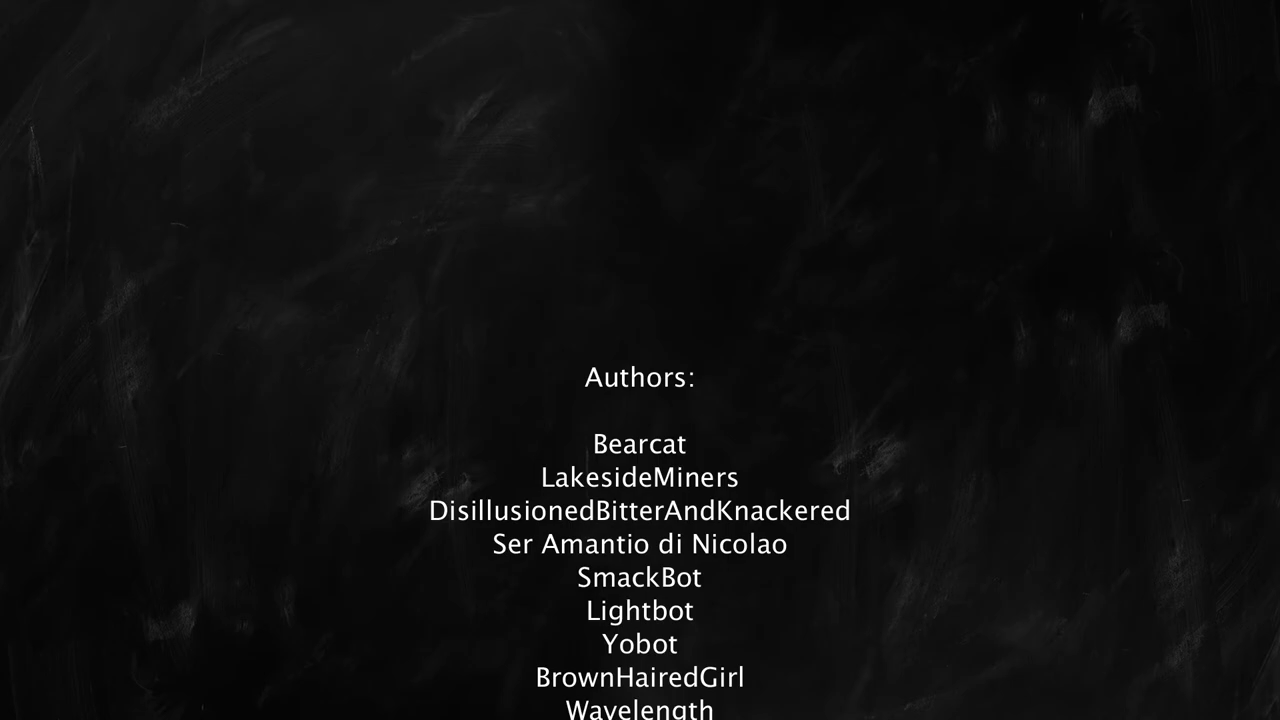 Authors:
Bearcat
LakesideMiners
DisillusionedBitterAndKnackered
Ser Amantio di Nicolao
SmackBot
Lightbot
Yobot
BrownHairedGirl
Wavelength